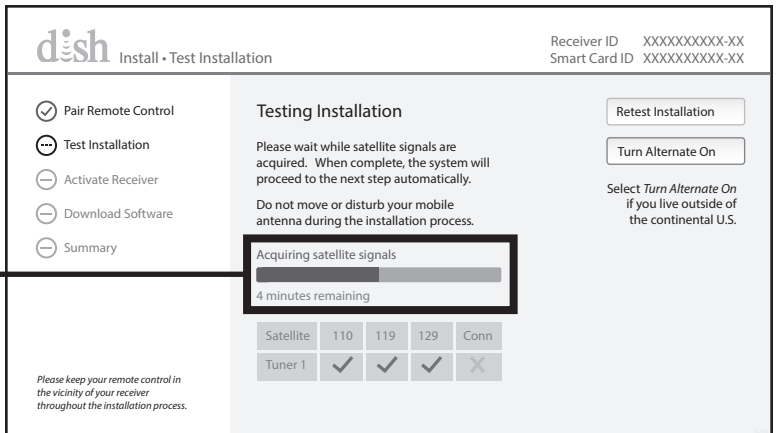 dish Install • Test Installation
Receiver ID XXXXXXXXXX-XX
Smart Card ID XXXXXXXXXX-XX
Pair Remote Control
Test Installation
Activate Receiver
Download Software
Summary
Please keep your remote control in
the vicinity of your receiver
throughout the installation process.
Testing Installation
Please wait while satellite signals are
acquired. When complete, the system will
proceed to the next step automatically.
Do not move or disturb your mobile
antenna during the installation process.
Acquiring satellite signals
4 minutes remaining
Satellite 110 119 129 Conn
Tuner 1 ✓ ✓ ✓ X
Retest Installation
Turn Alternate On
Select Turn Alternate On
if you live outside of
the continental U.S.